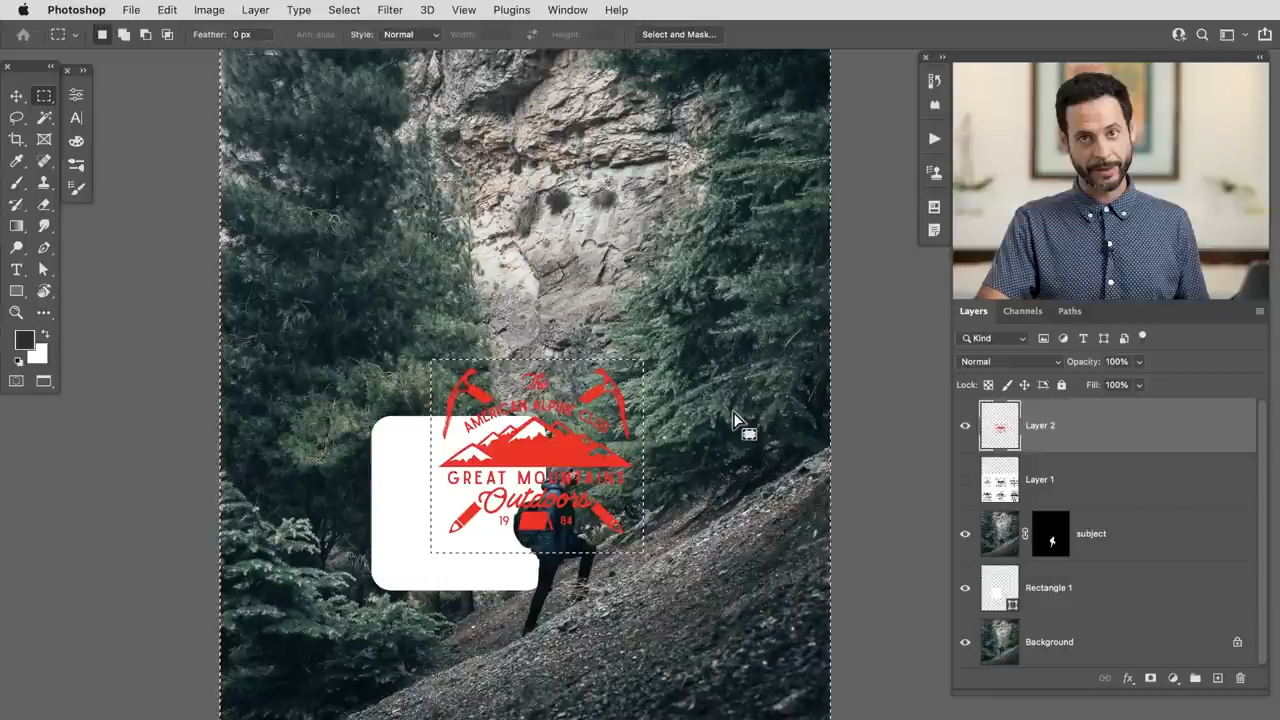 Photoshop File Edit Image Layer Type Select Filter 3D View Plugins Window Help
Feather: 0 px Anti-alias Style: Normal Width: Height: Select and Mask...
The
AMERICAN ALPINE CLUB
GREAT MOUNTAINS
Outdoors
19 84
Layers Channels Paths
Kind
Normal Opacity: 100%
Lock: Fill: 100%
Layer 2
Layer 1
subject
Rectangle 1
Background